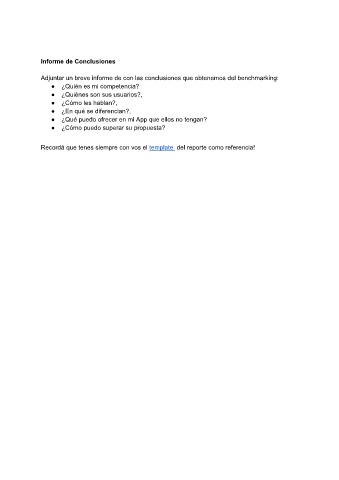 Informe de Conclusiones
Adjuntar un breve informe de con las conclusiones que obtenemos del benchmarking:
● ¿Quién es mi competencia?
● ¿Quiénes son sus usuarios?,
● ¿Cómo les hablan?,
● ¿En qué se diferencian?,
● ¿Qué puedo ofrecer en mi App que ellos no tengan?
● ¿Cómo puedo superar su propuesta?
Recordá que tenes siempre con vos el template del reporte como referencia!